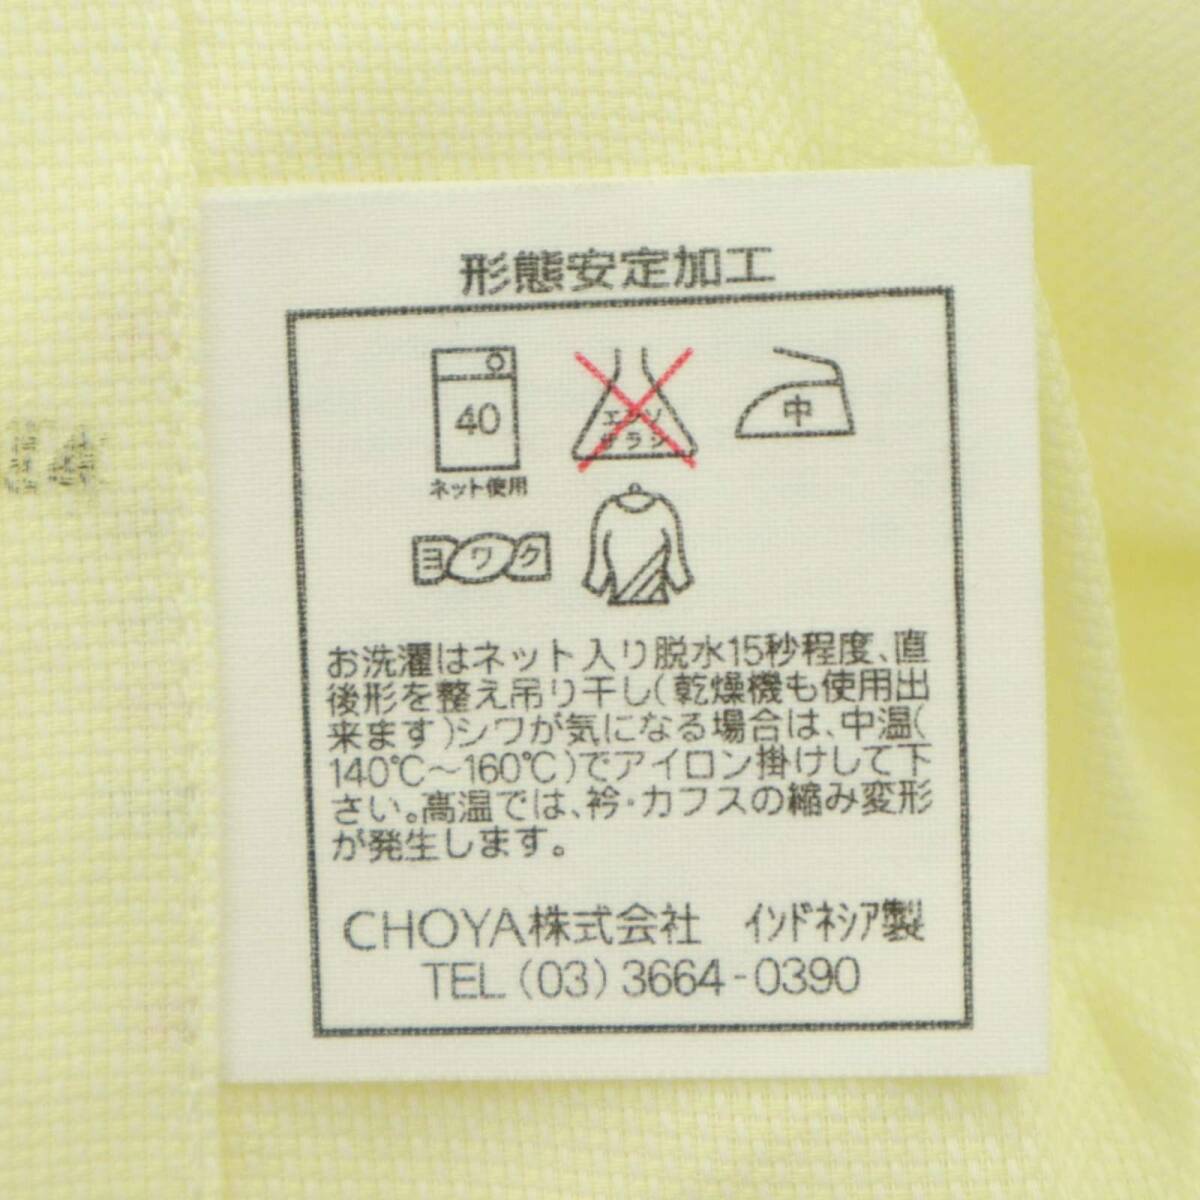 形態安定加工
40
エンソ
サラシ
中
ネット使用
ヨワク
お洗濯はネット入り脱水15秒程度、直
後形を整え吊り干し(乾燥機も使用出
来ます)シワが気になる場合は、中温(
140℃〜160℃)でアイロン掛けして下
さい。高温では、衿・カフスの縮み変形
が発生します。
CHOYA株式会社 インドネシア製
TEL (03) 3664-0390